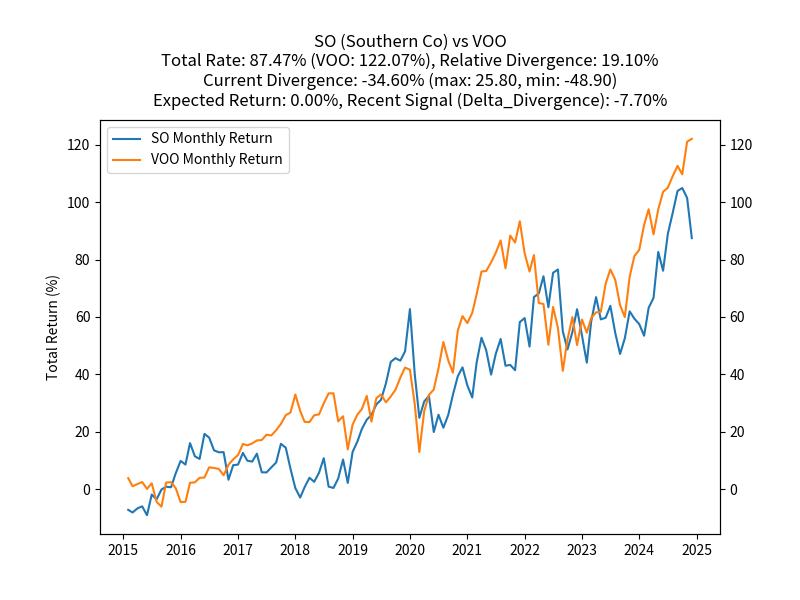 SO (Southern Co) vs VOO
Total Rate: 87.47% (VOO: 122.07%), Relative Divergence: 19.10%
Current Divergence: -34.60% (max: 25.80, min: -48.90)
Expected Return: 0.00%, Recent Signal (Delta_Divergence): -7.70%
SO Monthly Return
VOO Monthly Return
Total Return (%)
120 120
100 100
80 80
60 60
40 40
20 20
0 0
2015 2016 2017 2018 2019 2020 2021 2022 2023 2024 2025